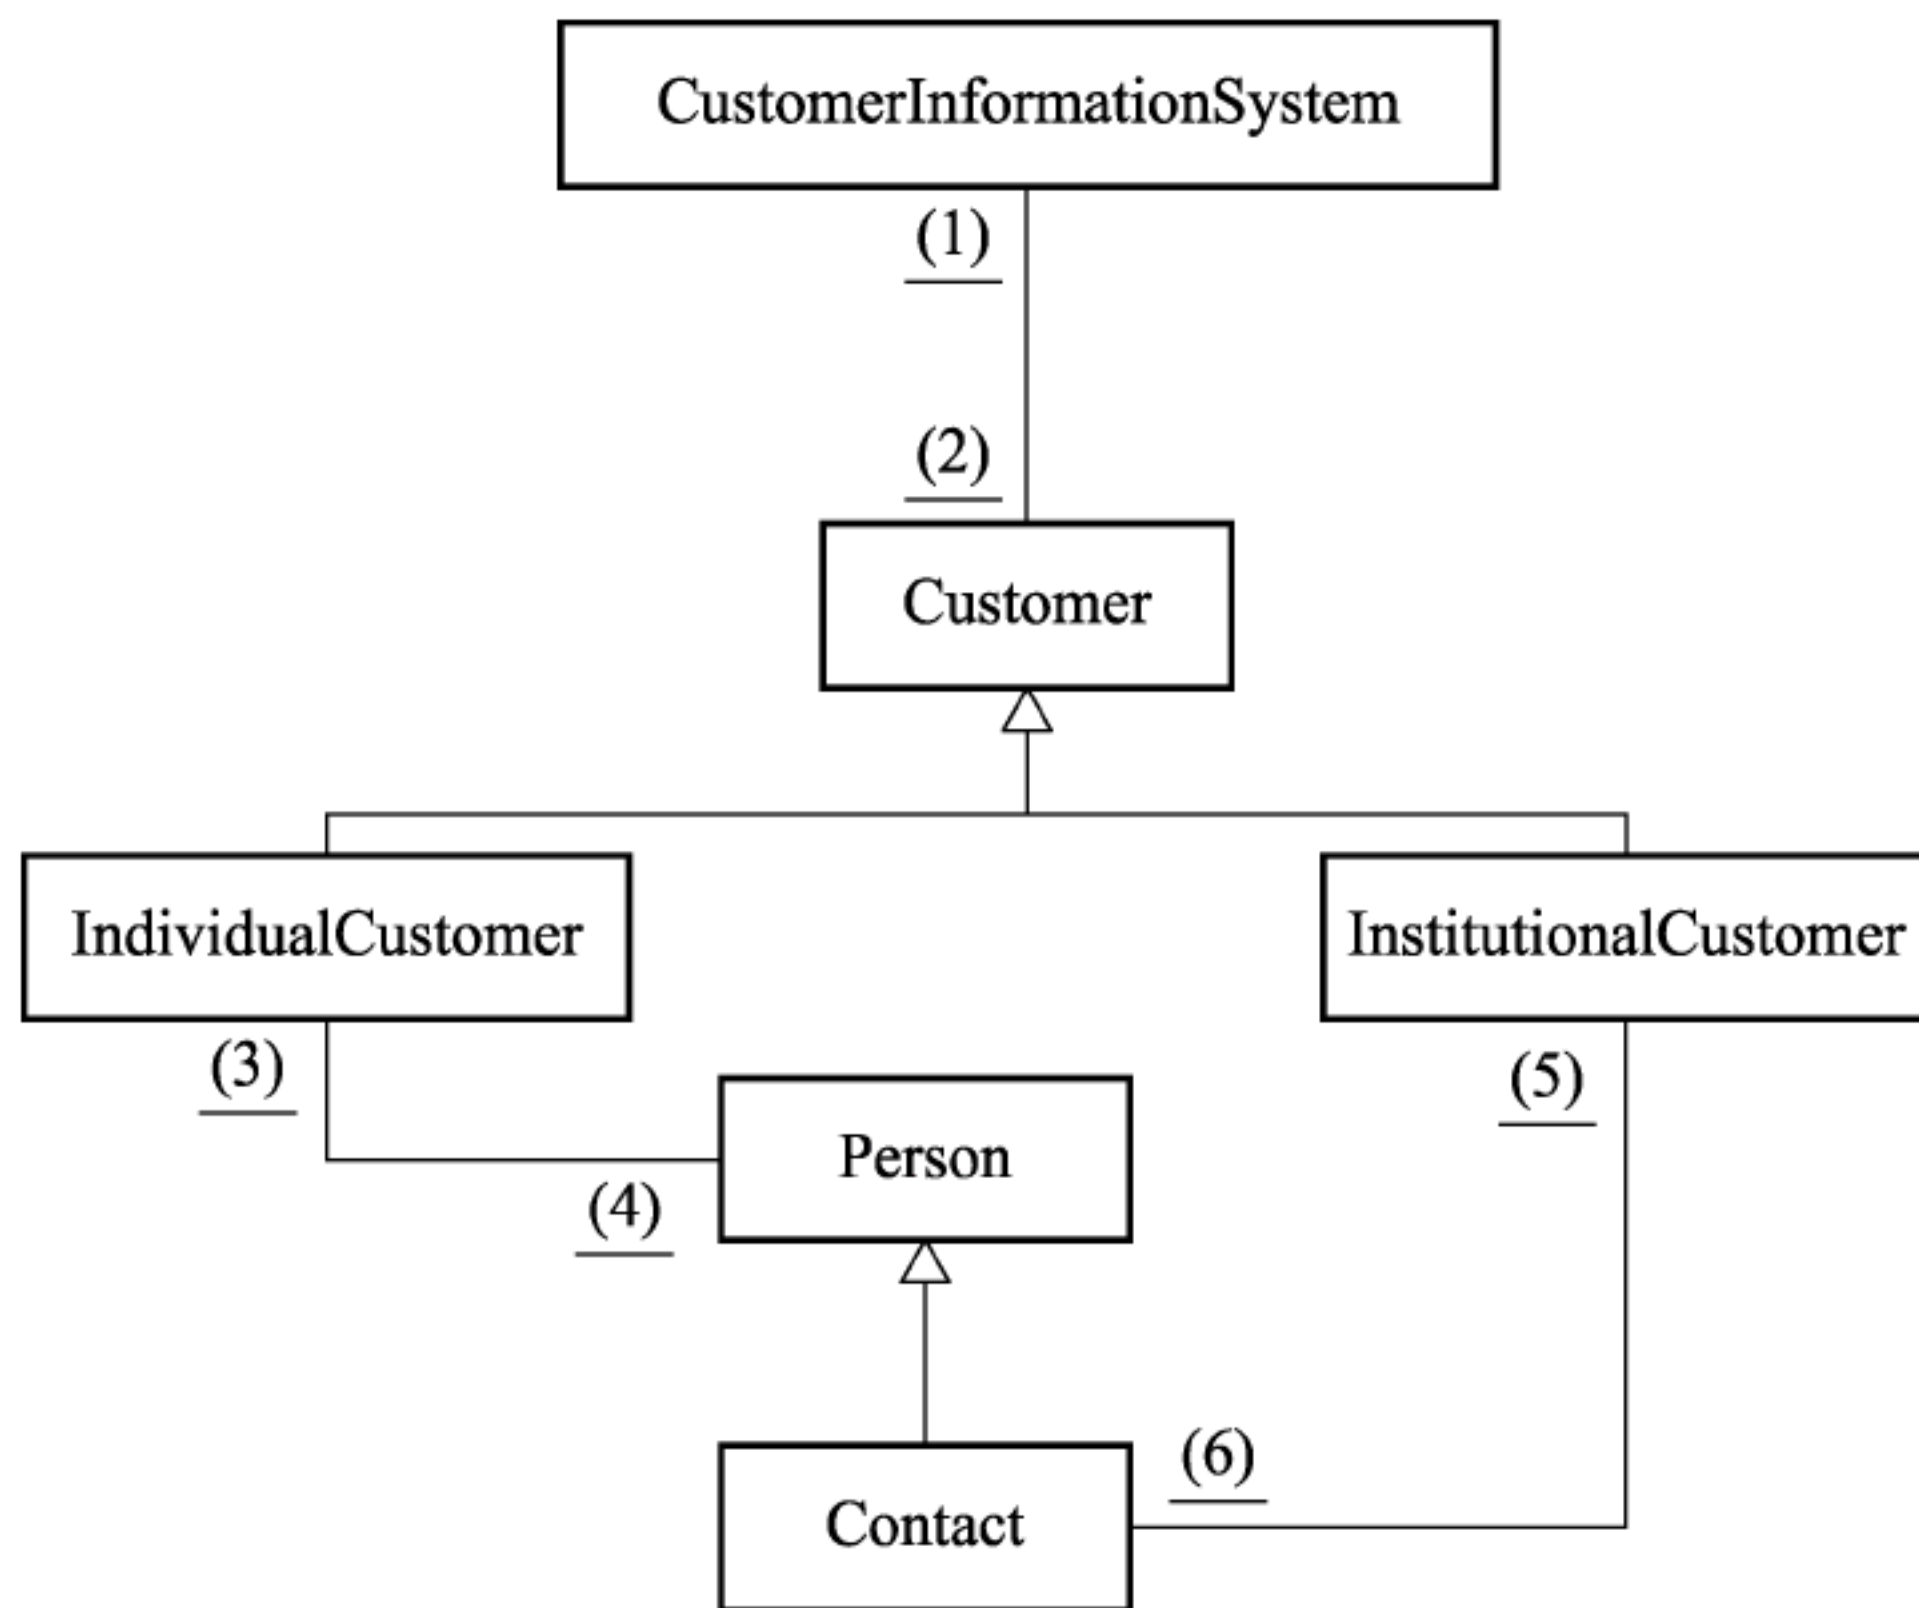 CustomerInformationSystem
(1)
(2)
Customer
IndividualCustomer
InstitutionalCustomer
(3)
(5)
Person
(4)
(6)
Contact